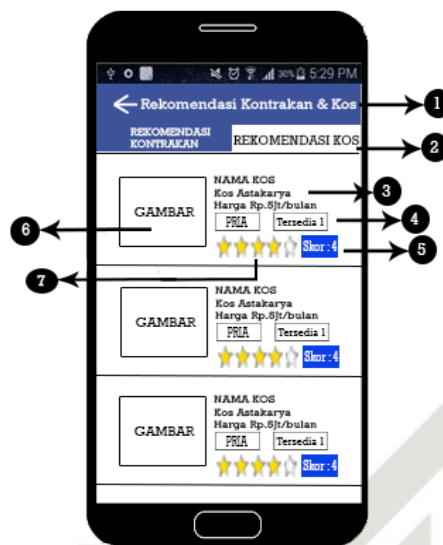 30% 5:29 PM
Rekomendasi Kontrakan & Kos
1
REKOMENDASI
KONTRAKAN
REKOMENDASI KOS
2
NAMA KOS
Kos Astakarya
3
Harga Rp.5Jt/bulan
GAMBAR
PRIA
Tersedia 1
4
6
Skor : 4
5
7
NAMA KOS
Kos Astakarya
Harga Rp.5Jt/bulan
GAMBAR
PRIA
Tersedia 1
Skor : 4
NAMA KOS
Kos Astakarya
Harga Rp.5Jt/bulan
GAMBAR
PRIA
Tersedia 1
Skor : 4